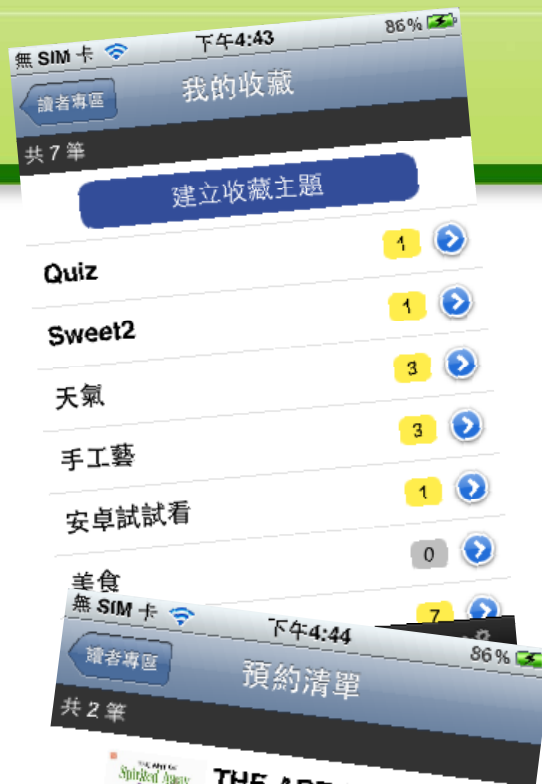 無 SIM 卡 下午4:43 86%
讀者專區 我的收藏
共 7 筆
建立收藏主題
Quiz 1
Sweet2 1
天氣 3
手工藝 3
安卓試試看 1
美食 0
7
無 SIM 卡 下午4:44 86%
讀者專區 預約清單
共 2 筆
THE ART OF
Spirited Away
THE